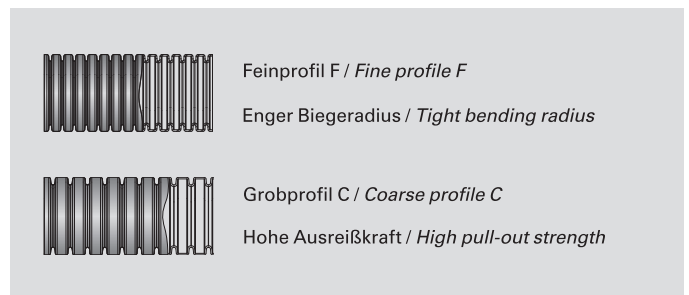 Feinprofil F / Fine profile F
Enger Biegeradius / Tight bending radius
Grobprofil C / Coarse profile C
Hohe Ausreißkraft / High pull-out strength